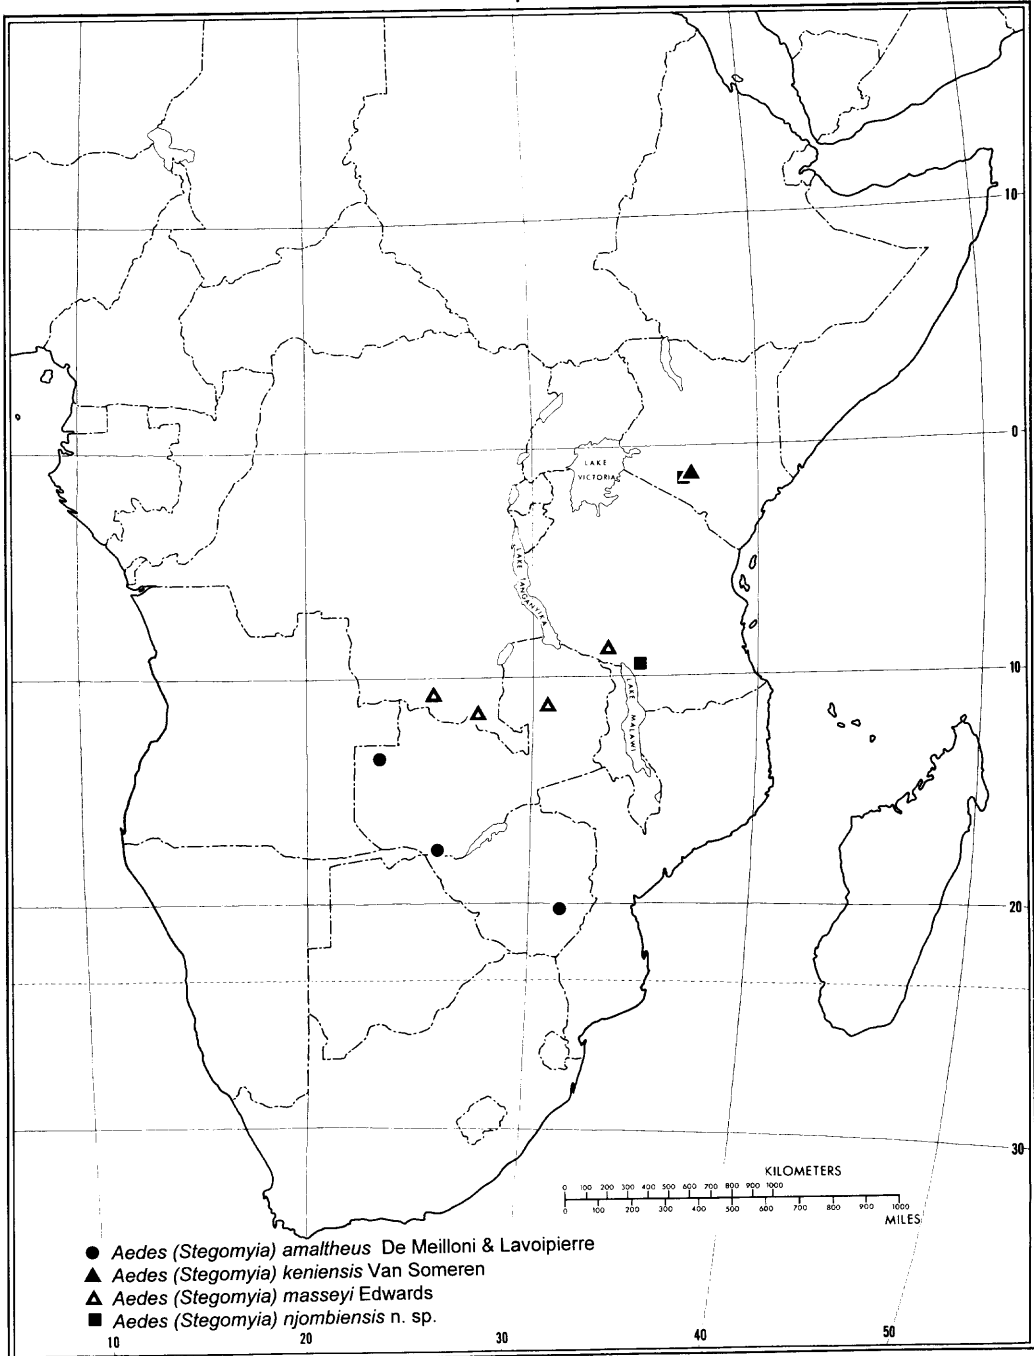 10
0
LAKE
VICTORIA
LAKE TANGANYIKA
10
LAKE MALAWI
20
30
KILOMETERS
0 100 200 300 400 500 600 700 800 900 1000
0 100 200 300 400 500 600 700 800 900 1000
MILES
Aedes (Stegomyia) amaltheus De Meilloni & Lavoipierre
Aedes (Stegomyia) keniensis Van Someren
Aedes (Stegomyia) masseyi Edwards
Aedes (Stegomyia) njombiensis n. sp.
10 20 30 40 50